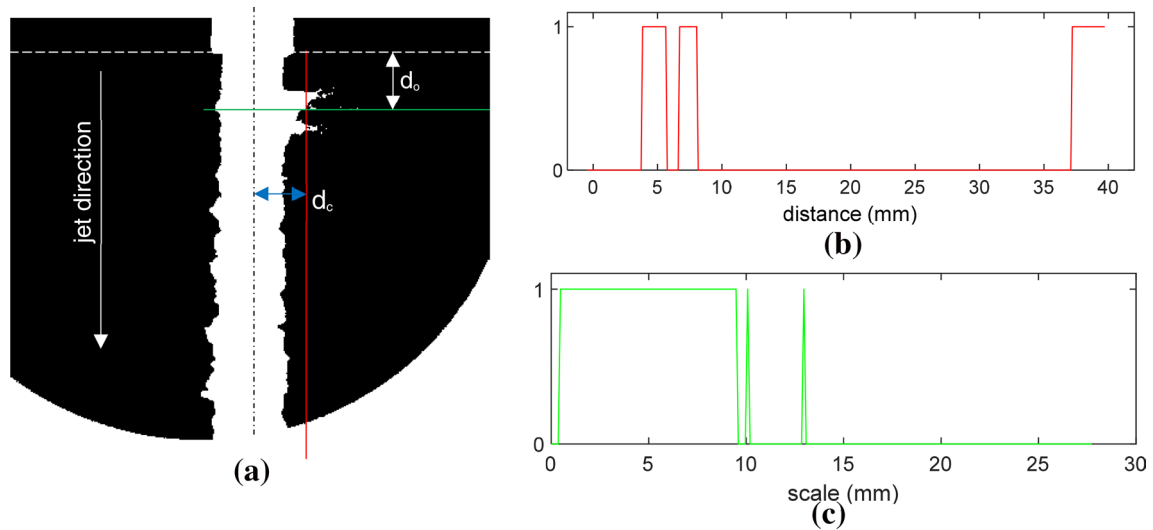 dₒ
jet direction
d꜀
(a)
1
0
0 5 10 15 20 25 30 35 40
distance (mm)
(b)
1
0
0 5 10 15 20 25 30
scale (mm)
(c)